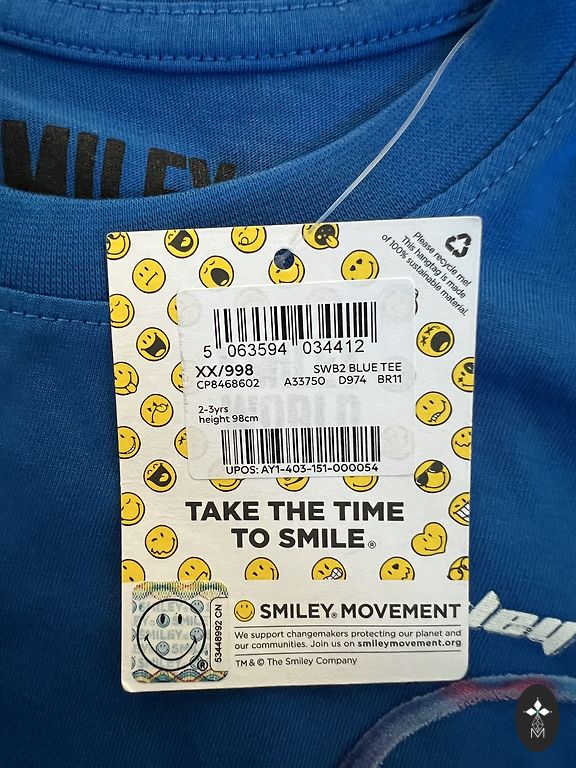 SMILEY
Please recycle me!
This hangtag is made
of 100% sustainable material.
5 063594 034412
XX/998 SWB2 BLUE TEE
CP8468602 A33750 D974 BR11
2-3yrs
height 98cm
UPOS: AY1-403-151-000054
TAKE THE TIME
TO SMILE®
53448992 CN
SMILEY® MOVEMENT
We support changemakers protecting our planet and
our communities. Join us on smileymovement.org
TM & © The Smiley Company
ley
M